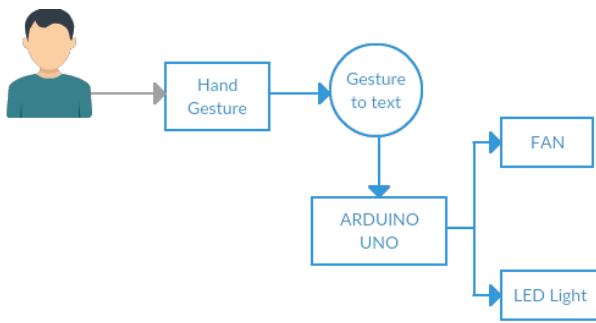 Hand
Gesture
Gesture
to text
ARDUINO
UNO
FAN
LED Light